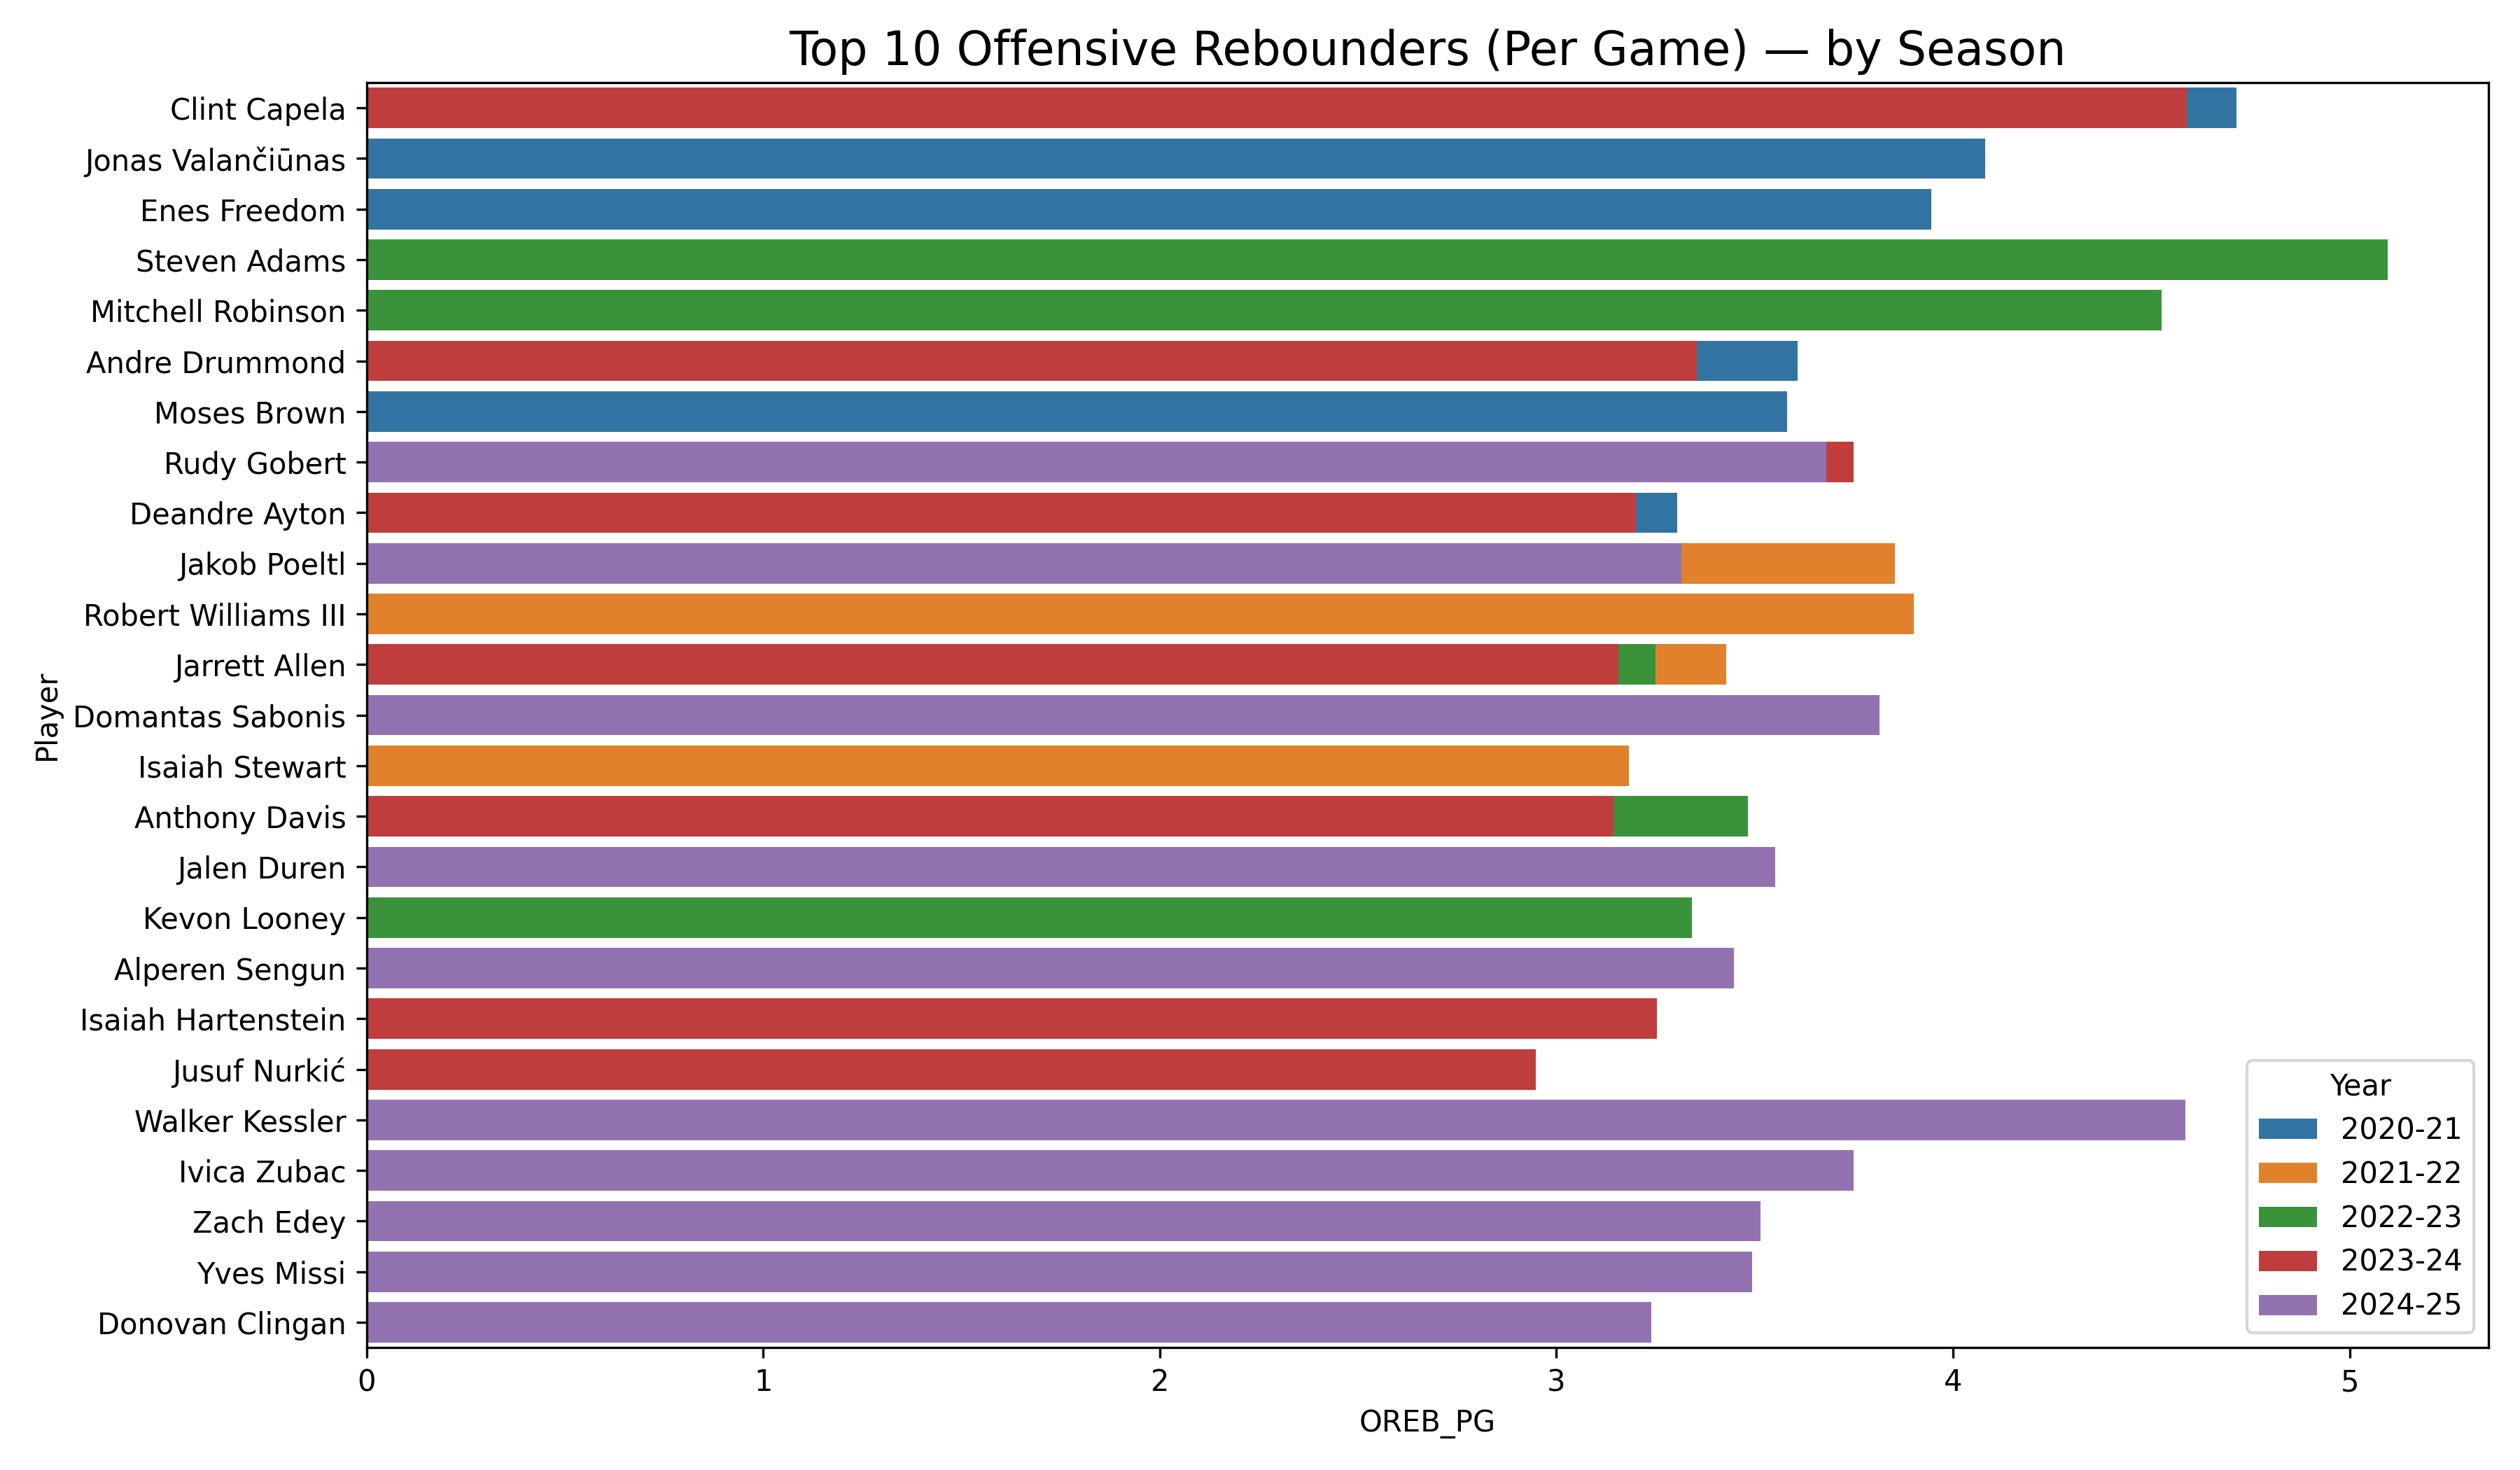 Top 10 Offensive Rebounders (Per Game) — by Season
Player
Clint Capela
Jonas Valančiūnas
Enes Freedom
Steven Adams
Mitchell Robinson
Andre Drummond
Moses Brown
Rudy Gobert
Deandre Ayton
Jakob Poeltl
Robert Williams III
Jarrett Allen
Domantas Sabonis
Isaiah Stewart
Anthony Davis
Jalen Duren
Kevon Looney
Alperen Sengun
Isaiah Hartenstein
Jusuf Nurkić
Walker Kessler
Ivica Zubac
Zach Edey
Yves Missi
Donovan Clingan
Year
2020-21
2021-22
2022-23
2023-24
2024-25
0 1 2 3 4 5
OREB_PG